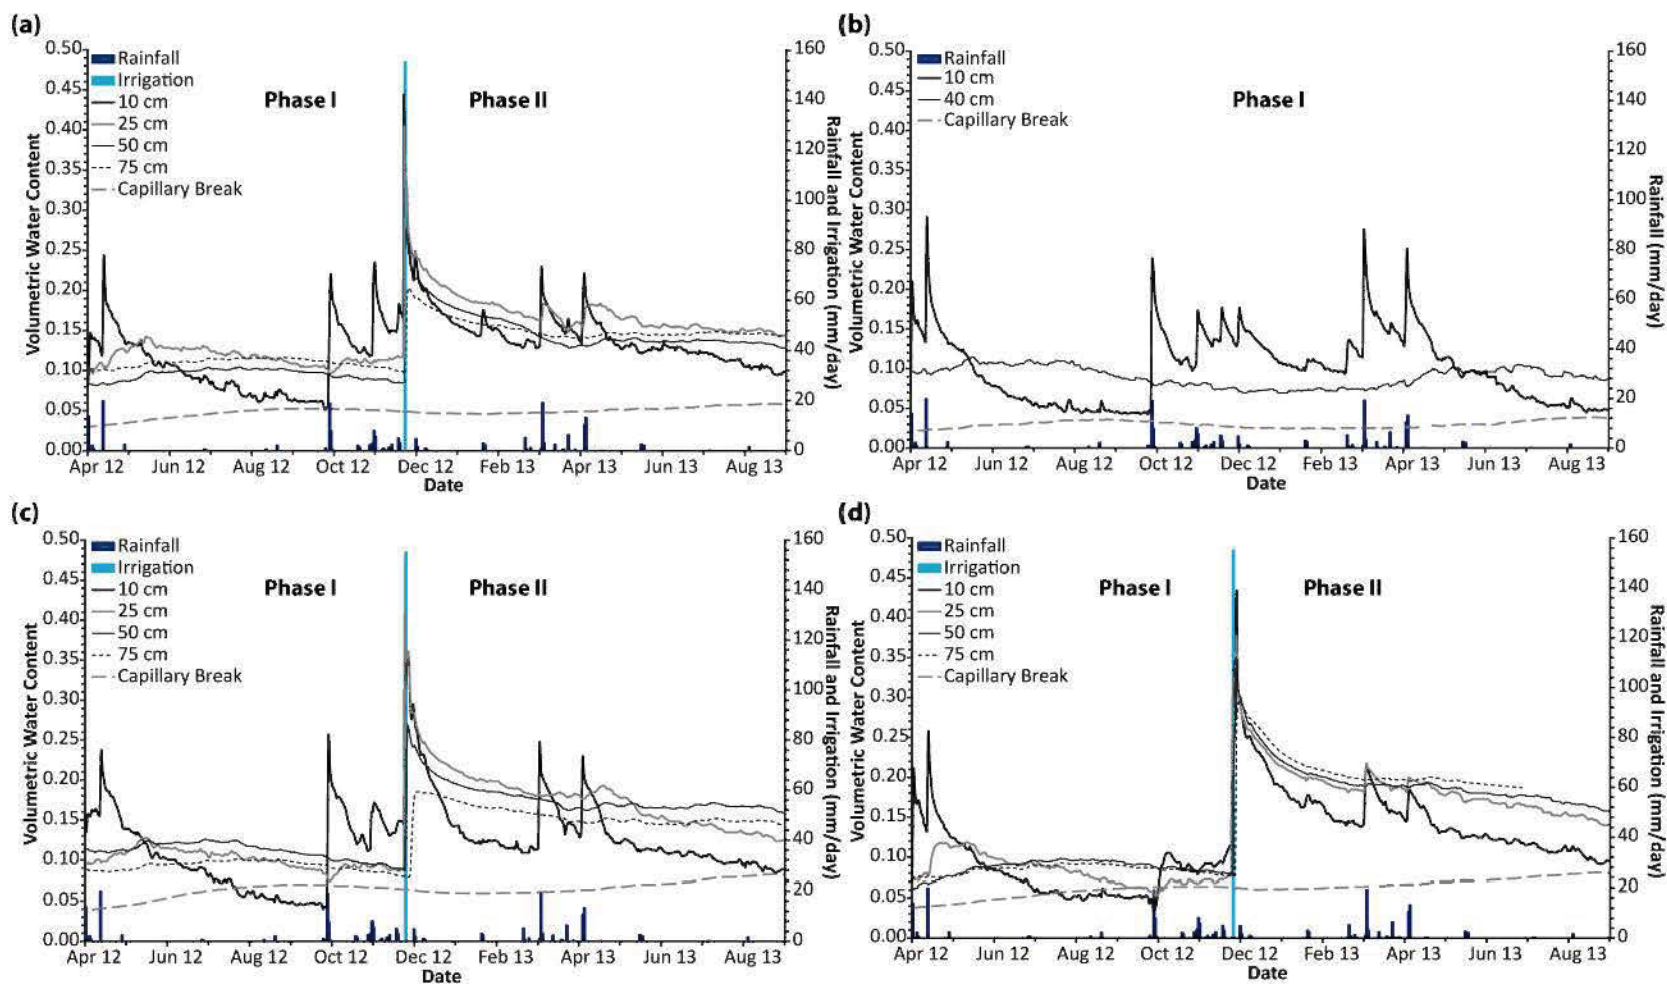 (a)
0.50
0.45
0.40
0.35
0.30
0.25
0.20
0.15
0.10
0.05
0.00
Volumetric Water Content
Rainfall
Irrigation
10 cm
25 cm
50 cm
75 cm
Capillary Break
Phase I
Phase II
160
140
120
100
80
60
40
20
0
Rainfall and Irrigation (mm/day)
Apr 12 Jun 12 Aug 12 Oct 12 Dec 12 Feb 13 Apr 13 Jun 13 Aug 13
Date
(b)
0.50
0.45
0.40
0.35
0.30
0.25
0.20
0.15
0.10
0.05
0.00
Volumetric Water Content
Rainfall
10 cm
40 cm
Capillary Break
Phase I
160
140
120
100
80
60
40
20
0
Rainfall (mm/day)
Apr 12 Jun 12 Aug 12 Oct 12 Dec 12 Feb 13 Apr 13 Jun 13 Aug 13
Date
(c)
0.50
0.45
0.40
0.35
0.30
0.25
0.20
0.15
0.10
0.05
0.00
Volumetric Water Content
Rainfall
Irrigation
10 cm
25 cm
50 cm
75 cm
Capillary Break
Phase I
Phase II
160
140
120
100
80
60
40
20
0
Rainfall and Irrigation (mm/day)
Apr 12 Jun 12 Aug 12 Oct 12 Dec 12 Feb 13 Apr 13 Jun 13 Aug 13
Date
(d)
0.50
0.45
0.40
0.35
0.30
0.25
0.20
0.15
0.10
0.05
0.00
Volumetric Water Content
Rainfall
Irrigation
10 cm
25 cm
50 cm
75 cm
Capillary Break
Phase I
Phase II
160
140
120
100
80
60
40
20
0
Rainfall and Irrigation (mm/day)
Apr 12 Jun 12 Aug 12 Oct 12 Dec 12 Feb 13 Apr 13 Jun 13 Aug 13
Date